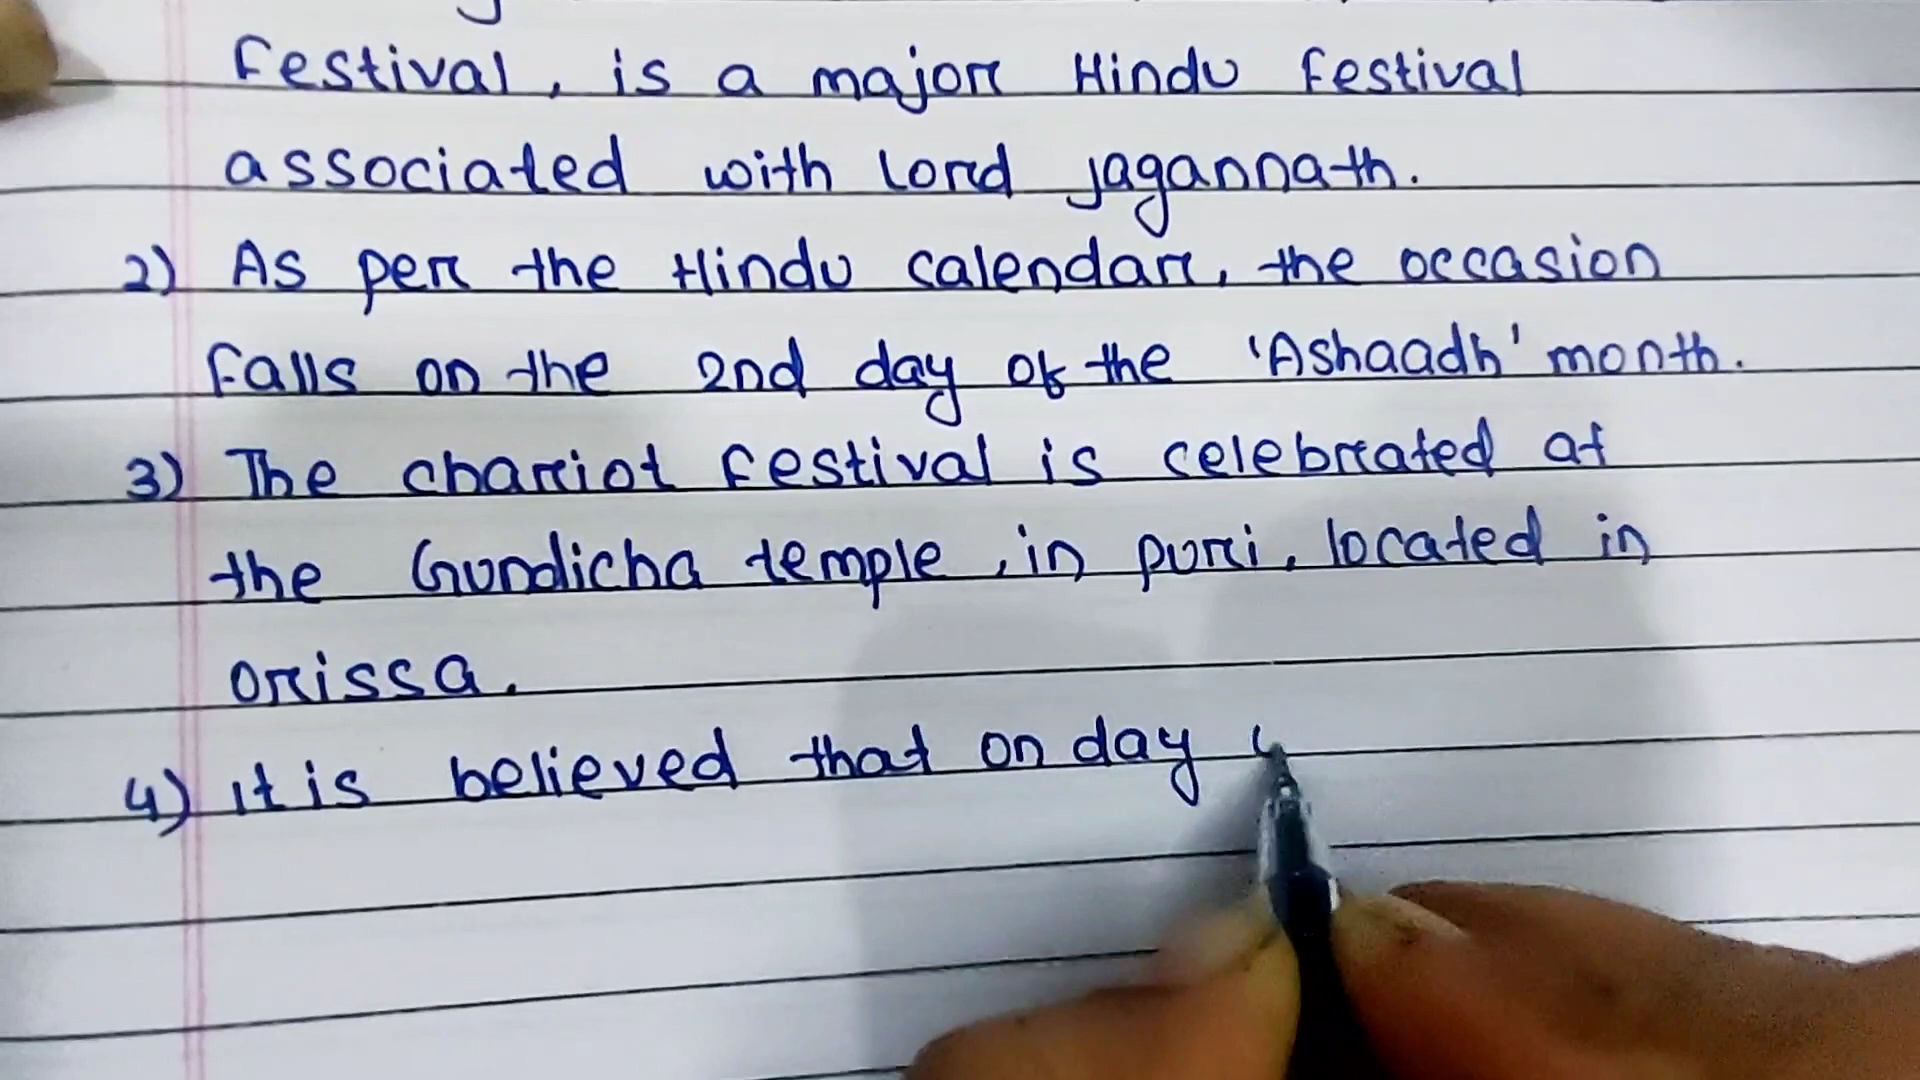 Festival, is a major Hindu festival
associated with lord jagannath.
2) As per the Hindu calendar, the occasion
falls on the 2nd day of the 'Ashaadh' month.
3) The chariot festival is celebrated at
the Gundicha temple, in puri, located in
orissa.
4) it is believed that on day